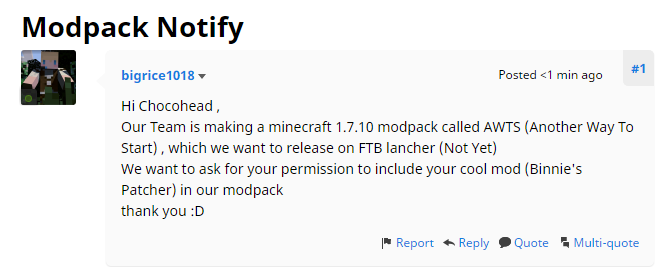 Modpack Notify
bigrice1018
Posted <1 min ago
#1
Hi Chocohead ,
Our Team is making a minecraft 1.7.10 modpack called AWTS (Another Way To
Start) , which we want to release on FTB lancher (Not Yet)
We want to ask for your permission to include your cool mod (Binnie's
Patcher) in our modpack
thank you :D
Report Reply Quote Multi-quote